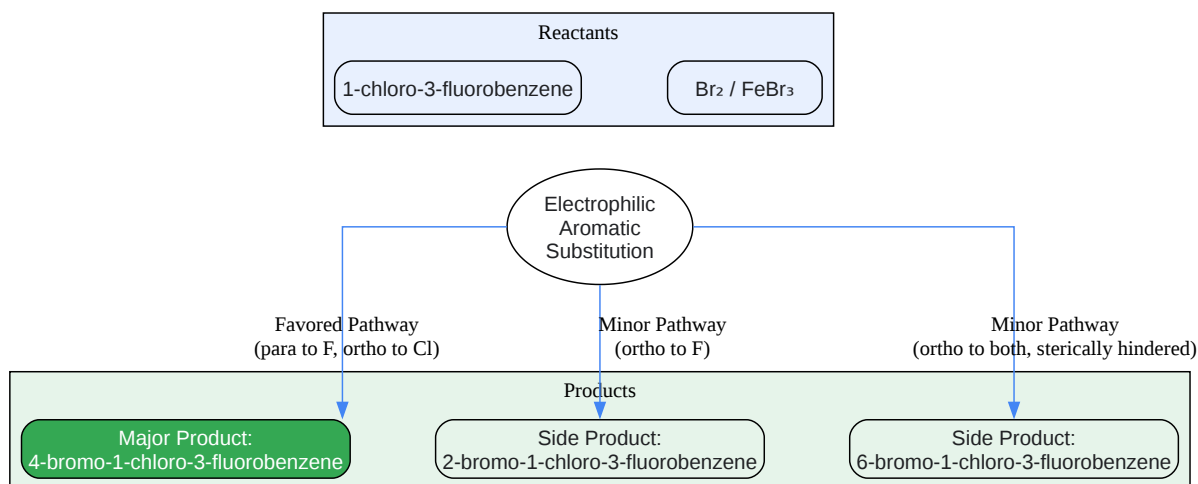 Reactants
1-chloro-3-fluorobenzene
Br₂ / FeBr₃
Electrophilic
Aromatic
Substitution
Favored Pathway
(para to F, ortho to Cl)
Minor Pathway
(ortho to F)
Minor Pathway
(ortho to both, sterically hindered)
Products
Major Product:
4-bromo-1-chloro-3-fluorobenzene
Side Product:
2-bromo-1-chloro-3-fluorobenzene
Side Product:
6-bromo-1-chloro-3-fluorobenzene